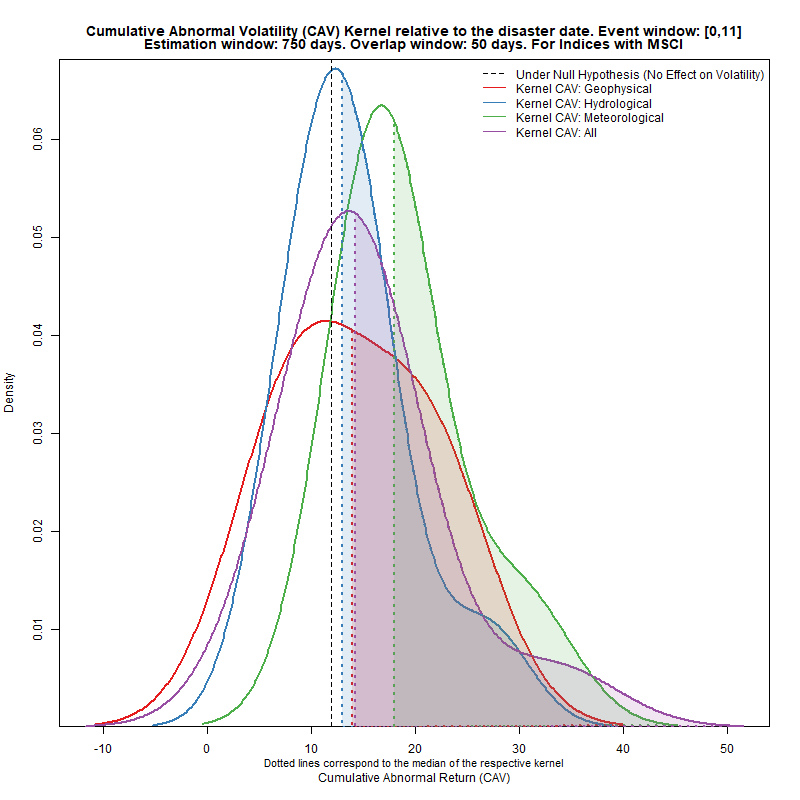 Cumulative Abnormal Volatility (CAV) Kernel relative to the disaster date. Event window: [0,11]
Estimation window: 750 days. Overlap window: 50 days. For Indices with MSCI
Under Null Hypothesis (No Effect on Volatility)
Kernel CAV: Geophysical
Kernel CAV: Hydrological
Kernel CAV: Meteorological
Kernel CAV: All
Density
0.06
0.05
0.04
0.03
0.02
0.01
-10 0 10 20 30 40 50
Dotted lines correspond to the median of the respective kernel
Cumulative Abnormal Return (CAV)